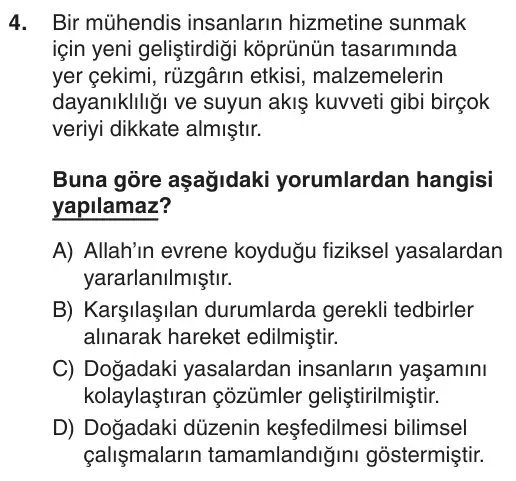 4. Bir mühendis insanların hizmetine sunmak
için yeni geliştirdiği köprünün tasarımında
yer çekimi, rüzgârın etkisi, malzemelerin
dayanıklılığı ve suyun akış kuvveti gibi birçok
veriyi dikkate almıştır.
Buna göre aşağıdaki yorumlardan hangisi
yapılamaz?
A) Allah’ın evrene koyduğu fiziksel yasalardan
yararlanılmıştır.
B) Karşılaşılan durumlarda gerekli tedbirler
alınarak hareket edilmiştir.
C) Doğadaki yasalardan insanların yaşamını
kolaylaştıran çözümler geliştirilmiştir.
D) Doğadaki düzenin keşfedilmesi bilimsel
çalışmaların tamamlandığını göstermiştir.